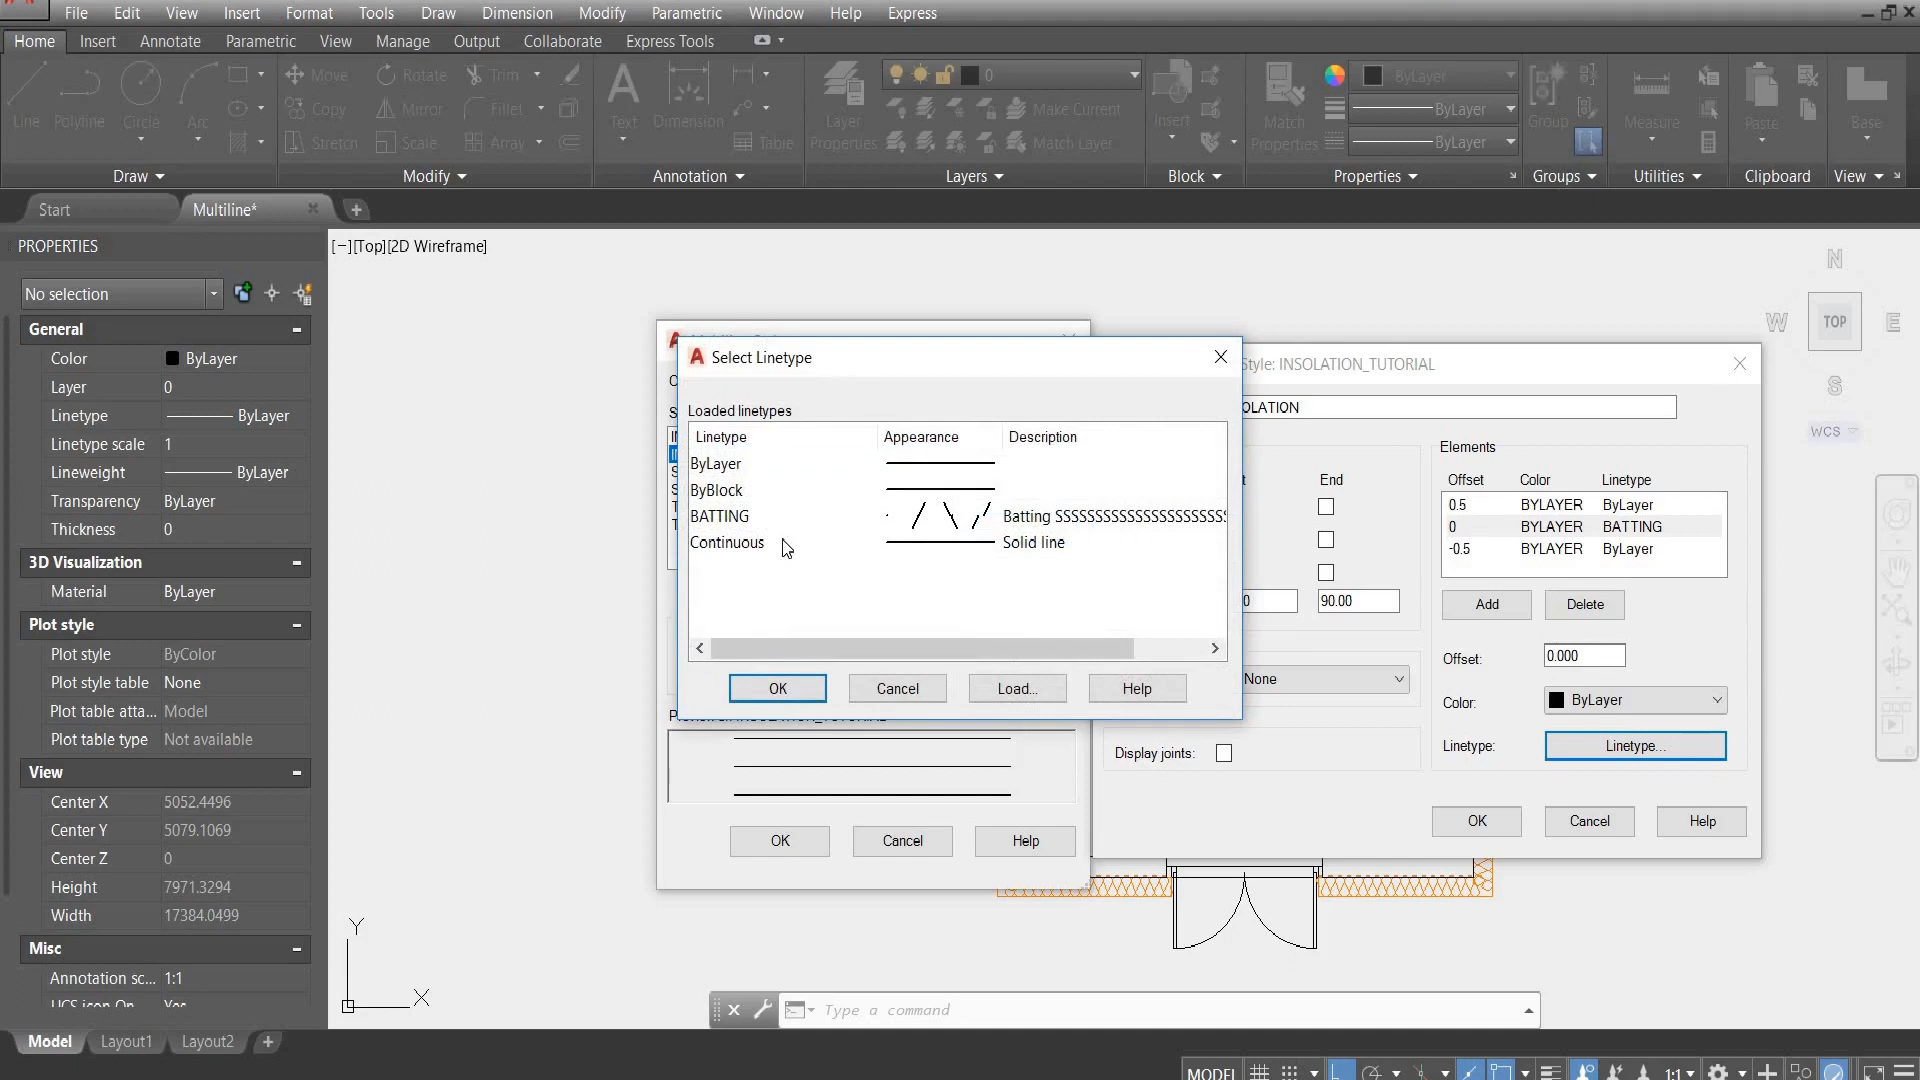 File Edit View Insert Format Tools Draw Dimension Modify Parametric Window Help Express
Home Insert Annotate Parametric View Manage Output Collaborate Express Tools
Move Rotate Trim 0 ByLayer
Copy Mirror Fillet Make Current ByLayer
Line Polyline Circle Arc Text Dimension Layer Insert Match Group Measure Paste Base
Stretch Scale Array Table Properties Match Layer Properties ByLayer
Draw Modify Annotation Layers Block Properties Groups Utilities Clipboard View
Start Multiline*
PROPERTIES
[−][Top][2D Wireframe]
No selection
General
Color ByLayer
Layer 0
Linetype ByLayer
Linetype scale 1
Lineweight ByLayer
Transparency ByLayer
Thickness 0
3D Visualization
Material ByLayer
Plot style
Plot style ByColor
Plot style table None
Plot table atta... Model
Plot table type Not available
View
Center X 5052.4496
Center Y 5079.1069
Center Z 0
Height 7971.3294
Width 17384.0499
Misc
Annotation sc... 1:1
UCS icon On Yes
N
W TOP E
S
WCS
Select Linetype
Loaded linetypes
Linetype Appearance Description
ByLayer
ByBlock
BATTING Batting SSSSSSSSSSSSSSSSSSSSSS
Continuous Solid line
OK Cancel Load... Help
OK Cancel Help
Style: INSOLATION_TUTORIAL
OLATION
Elements
End
Offset Color Linetype
0.5 BYLAYER ByLayer
0 BYLAYER BATTING
-0.5 BYLAYER ByLayer
0 90.00
Add Delete
Offset: 0.000
None
Color: ByLayer
Linetype: Linetype...
Display joints:
OK Cancel Help
Y
X
Type a command
Model Layout1 Layout2
MODEL 1:1